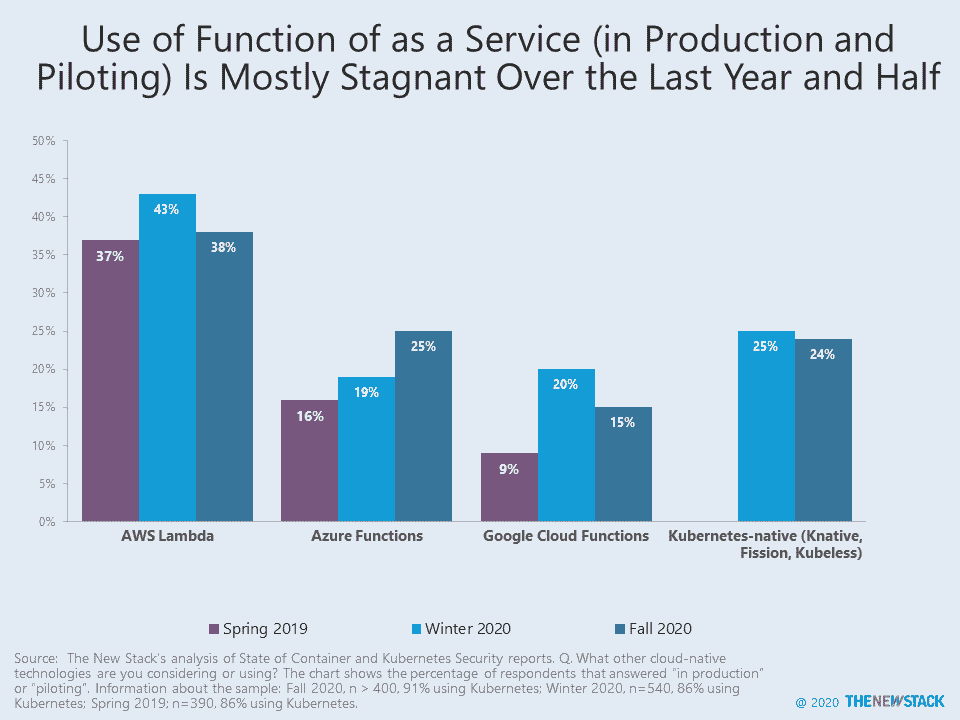 Use of Function of as a Service (in Production and
Piloting) Is Mostly Stagnant Over the Last Year and Half
50%
45%
40%
35%
30%
25%
20%
15%
10%
5%
0%
37%
43%
38%
16%
19%
25%
9%
20%
15%
25%
24%
AWS Lambda
Azure Functions
Google Cloud Functions
Kubernetes-native (Knative,
Fission, Kubeless)
Spring 2019
Winter 2020
Fall 2020
Source: The New Stack's analysis of State of Container and Kubernetes Security reports. Q. What other cloud-native
technologies are you considering or using? The chart shows the percentage of respondents that answered "in production"
or "piloting". Information about the sample: Fall 2020, n > 400, 91% using Kubernetes; Winter 2020, n=540, 86% using
Kubernetes; Spring 2019; n=390, 86% using Kubernetes.
@ 2020 THENEWSTACK